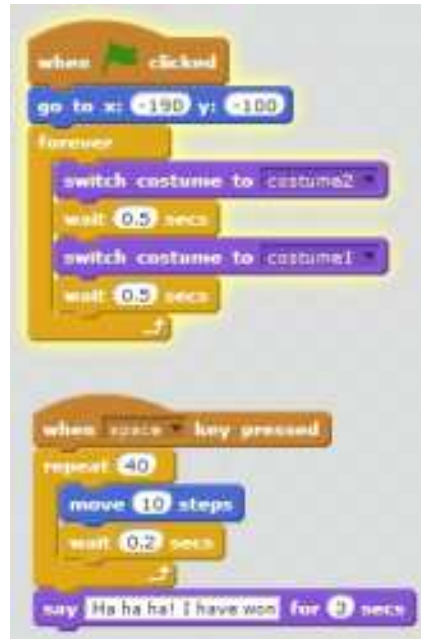 when clicked
go to x: -190 y: -100
forever
switch costume to costume2
wait 0.5 secs
switch costume to costume1
wait 0.5 secs
when space key pressed
repeat 40
move 10 steps
wait 0.2 secs
say Ha ha ha! I have won for 3 secs